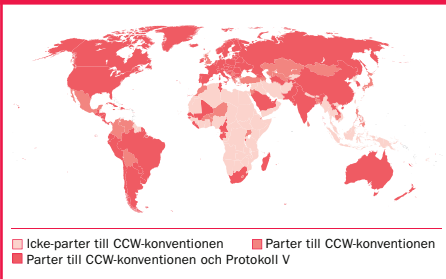 Icke-parter till CCW-konventionen Parter till CCW-konventionen
Parter till CCW-konventionen och Protokoll V